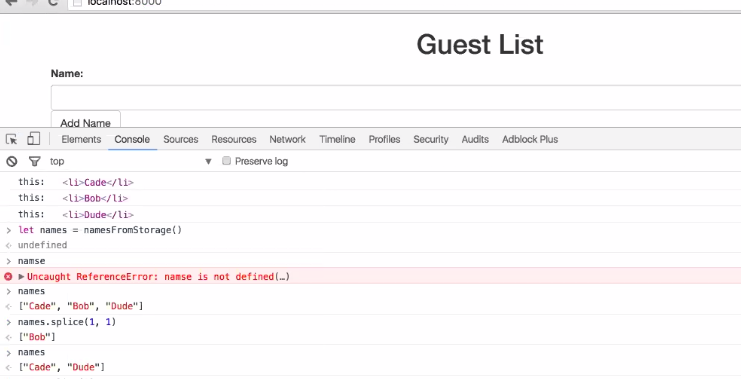 localhost:8000
Guest List
Name:
Add Name
Elements Console Sources Resources Network Timeline Profiles Security Audits Adblock Plus
top Preserve log
this: <li>Cade</li>
this: <li>Bob</li>
this: <li>Dude</li>
> let names = namesFromStorage()
undefined
> namse
Uncaught ReferenceError: namse is not defined(…)
> names
["Cade", "Bob", "Dude"]
> names.splice(1, 1)
["Bob"]
> names
["Cade", "Dude"]